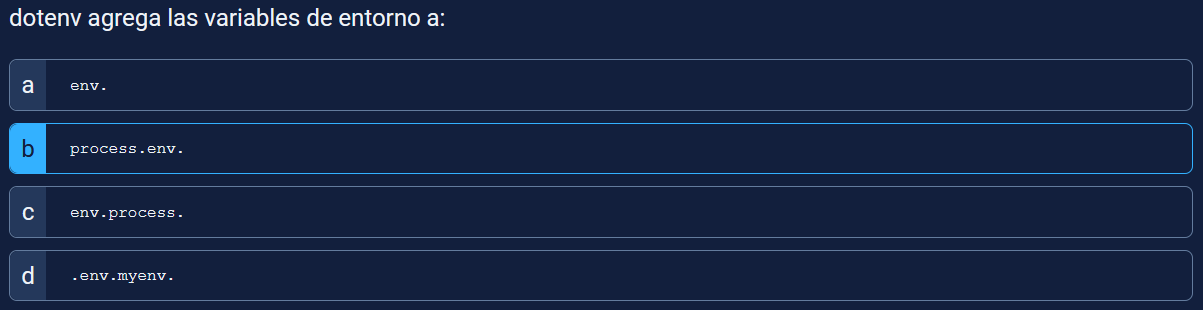 dotenv agrega las variables de entorno a:
a env.
b process.env.
c env.process.
d .env.myenv.